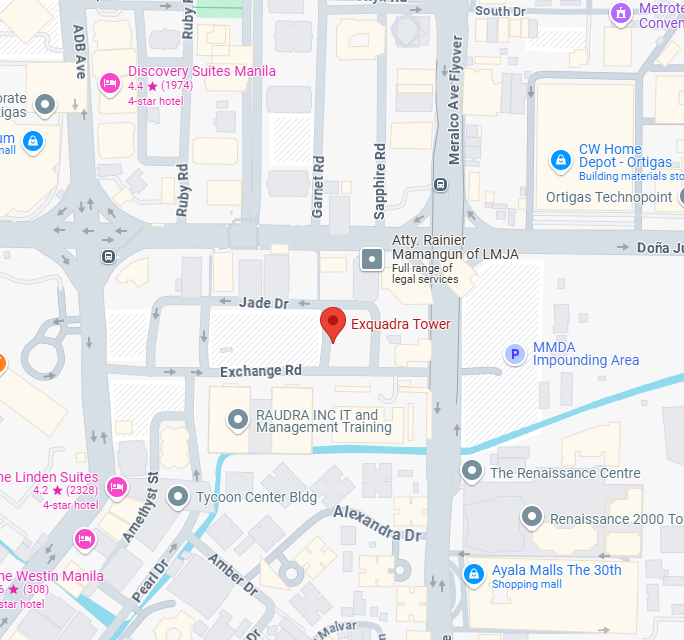 South Dr
Metrote
Conven
Ruby R
ADB Ave
Discovery Suites Manila
4.4 ★ (1974)
4-star hotel
orate
tigas
um
mall
Meralco Ave Flyover
CW Home
Depot - Ortigas
Building materials sto
Ortigas Technopoint
Ruby Rd
Garnet Rd
Sapphire Rd
Atty. Rainier
Mamangun of LMJA
Full range of
legal services
Doña Ju
Jade Dr
Exquadra Tower
P
MMDA
Impounding Area
Exchange Rd
RAUDRA INC IT and
Management Training
ne Linden Suites
4.2 ★ (2328)
4-star hotel
Amethyst St
Tycoon Center Bldg
The Renaissance Centre
Renaissance 2000 To
Alexandra Dr
ne Westin Manila
6 ★ (308)
star hotel
Pearl Dr
Amber Dr
Ayala Malls The 30th
Shopping mall
Dr
Malvar